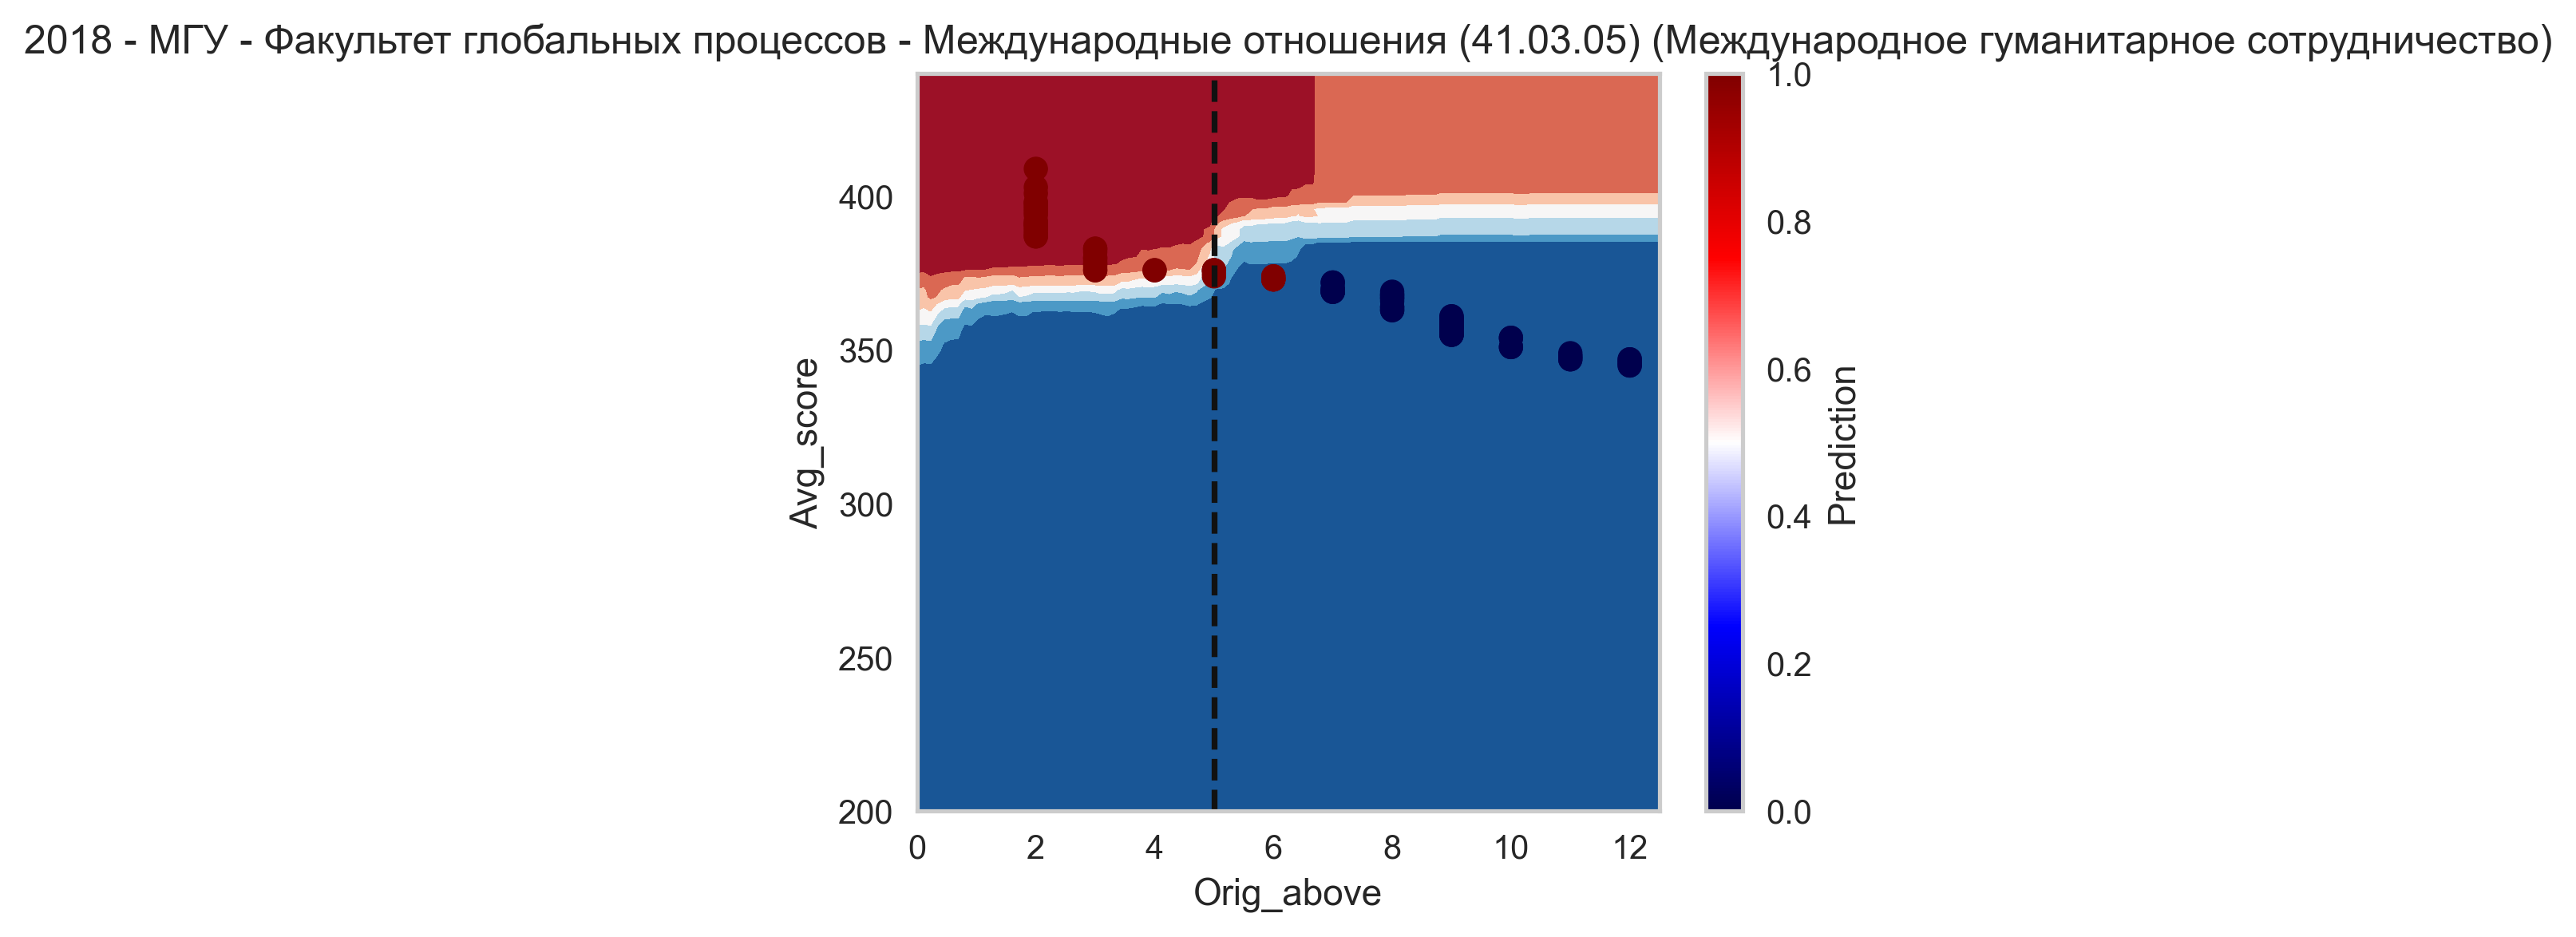 2018 - МГУ - Факультет глобальных процессов - Международные отношения (41.03.05) (Международное гуманитарное сотрудничество)
400
350
300
250
200
Avg_score
0 2 4 6 8 10 12
Orig_above
1.0
0.8
0.6
0.4
0.2
0.0
Prediction